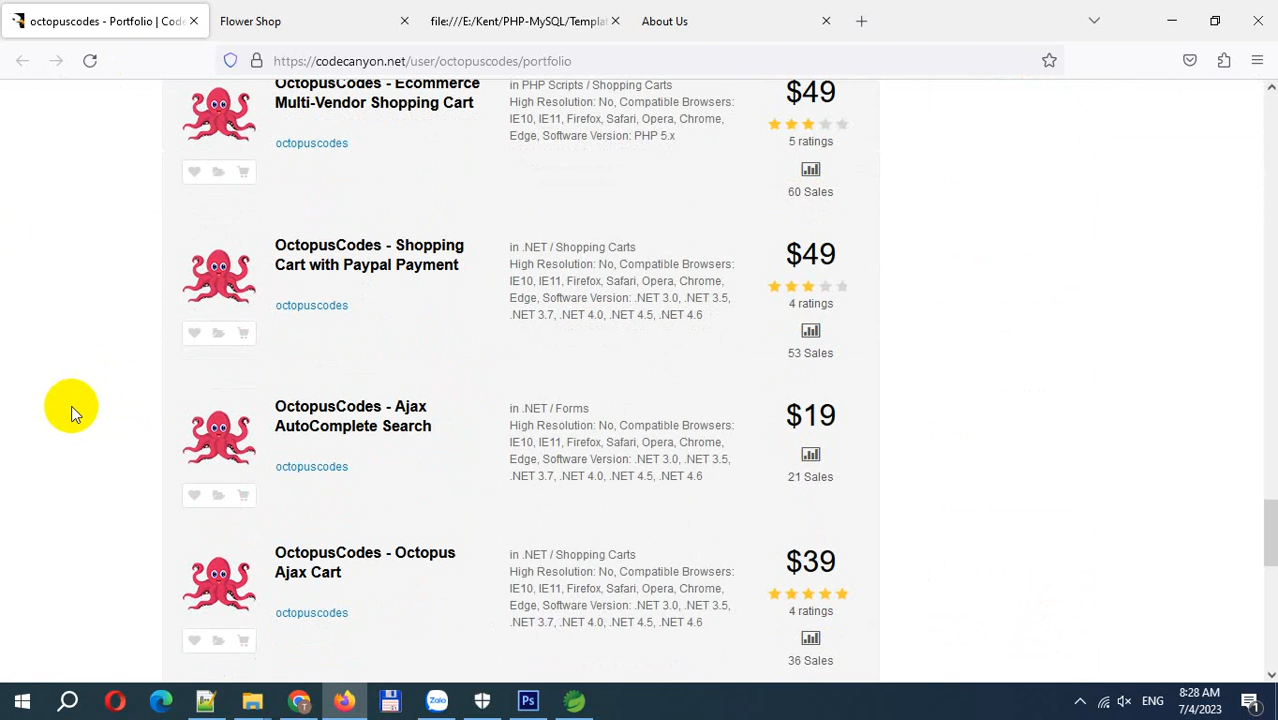 octopuscodes - Portfolio | Code
Flower Shop
file:///E:/Kent/PHP-MySQL/Templat
About Us
https://codecanyon.net/user/octopuscodes/portfolio
OctopusCodes - Ecommerce
Multi-Vendor Shopping Cart
octopuscodes
in PHP Scripts / Shopping Carts
High Resolution: No, Compatible Browsers:
IE10, IE11, Firefox, Safari, Opera, Chrome,
Edge, Software Version: PHP 5.x
$49
5 ratings
60 Sales
OctopusCodes - Shopping
Cart with Paypal Payment
octopuscodes
in .NET / Shopping Carts
High Resolution: No, Compatible Browsers:
IE10, IE11, Firefox, Safari, Opera, Chrome,
Edge, Software Version: .NET 3.0, .NET 3.5,
.NET 3.7, .NET 4.0, .NET 4.5, .NET 4.6
$49
4 ratings
53 Sales
OctopusCodes - Ajax
AutoComplete Search
octopuscodes
in .NET / Forms
High Resolution: No, Compatible Browsers:
IE10, IE11, Firefox, Safari, Opera, Chrome,
Edge, Software Version: .NET 3.0, .NET 3.5,
.NET 3.7, .NET 4.0, .NET 4.5, .NET 4.6
$19
21 Sales
OctopusCodes - Octopus
Ajax Cart
octopuscodes
in .NET / Shopping Carts
High Resolution: No, Compatible Browsers:
IE10, IE11, Firefox, Safari, Opera, Chrome,
Edge, Software Version: .NET 3.0, .NET 3.5,
.NET 3.7, .NET 4.0, .NET 4.5, .NET 4.6
$39
4 ratings
36 Sales
T
Zalo
Ps
ENG
8:28 AM
7/4/2023
1